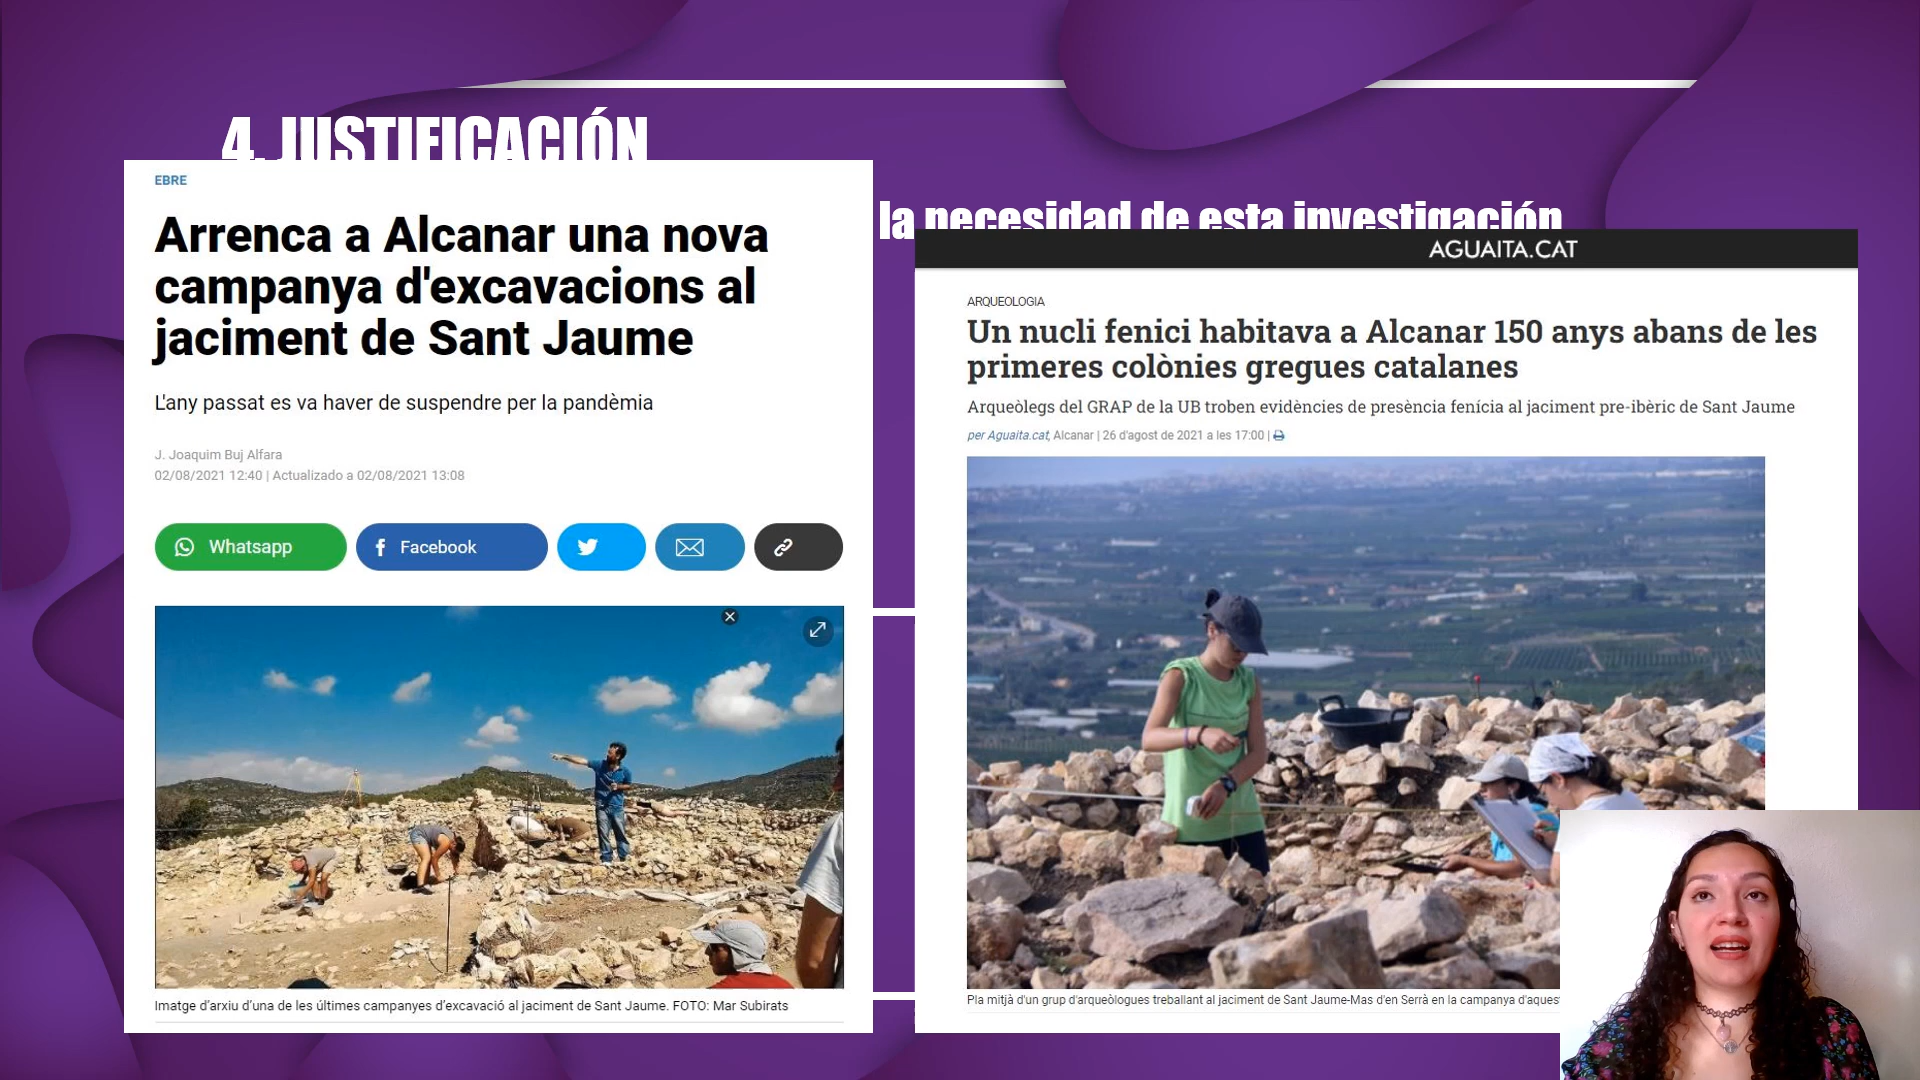 4. JUSTIFICACIÓN
la necesidad de esta investigación
EBRE
Arrenca a Alcanar una nova
campanya d'excavacions al
jaciment de Sant Jaume
L'any passat es va haver de suspendre per la pandèmia
J. Joaquim Buj Alfara
02/08/2021 12:40 | Actualizado a 02/08/2021 13:08
Whatsapp
Facebook
Imatge d'arxiu d'una de les últimes campanyes d'excavació al jaciment de Sant Jaume. FOTO: Mar Subirats
AGUAITA.CAT
ARQUEOLOGIA
Un nucli fenici habitava a Alcanar 150 anys abans de les
primeres colònies gregues catalanes
Arqueòlegs del GRAP de la UB troben evidències de presència fenícia al jaciment pre-ibèric de Sant Jaume
per Aguaita.cat, Alcanar | 26 d'agost de 2021 a les 17:00 |
Pla mitjà d'un grup d'arqueòlogues treballant al jaciment de Sant Jaume-Mas d'en Serrà en la campanya